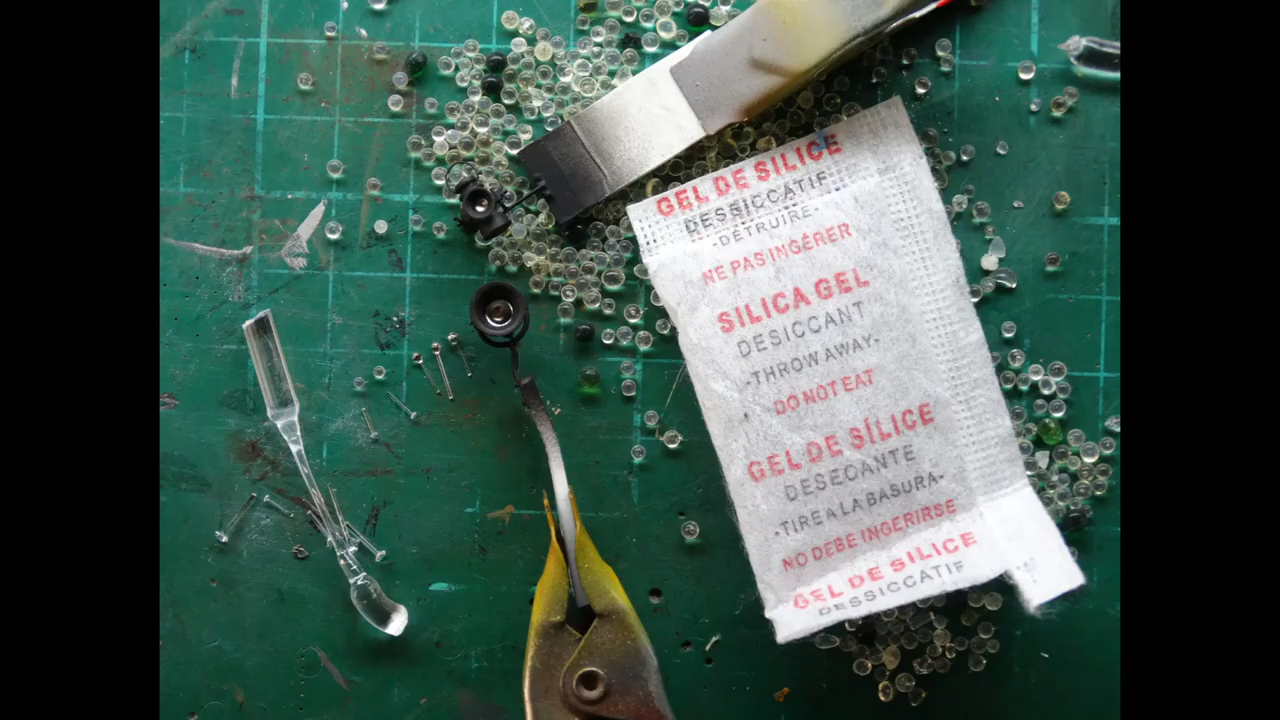 GEL DE SILICE
DESSICCATIF
-DÉTRUIRE-
NE PAS INGÉRER
SILICA GEL
DESICCANT
-THROW AWAY-
DO NOT EAT
GEL DE SÍLICE
DESECANTE
-TIRE A LA BASURA-
NO DEBE INGERIRSE
GEL DE SILICE
DESSICCATIF